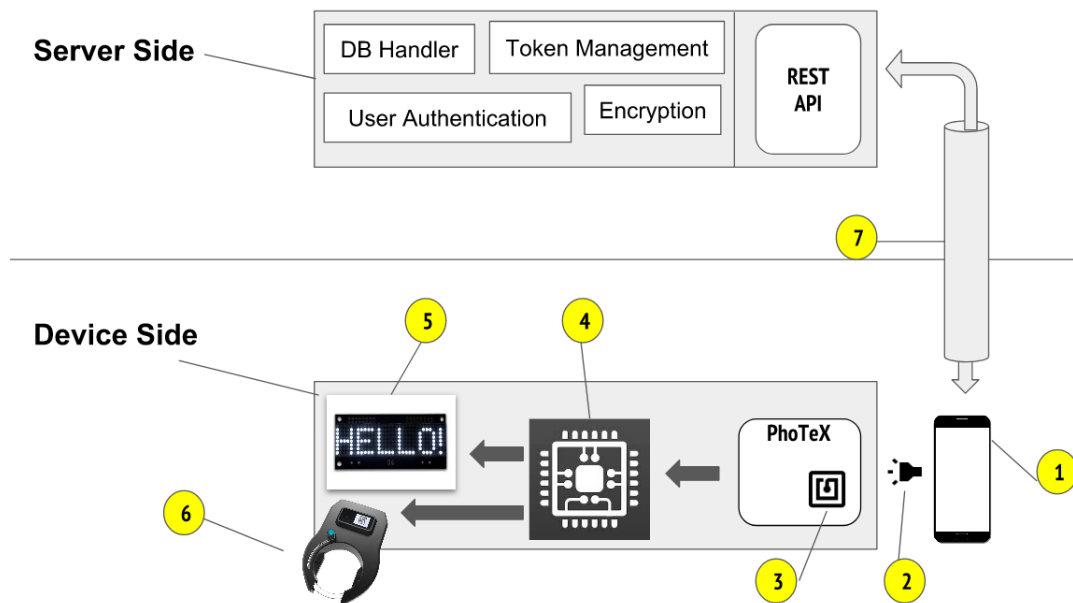 Server Side
DB Handler
Token Management
User Authentication
Encryption
REST
API
7
Device Side
5
4
HELLO!
PhoTeX
1
6
3
2